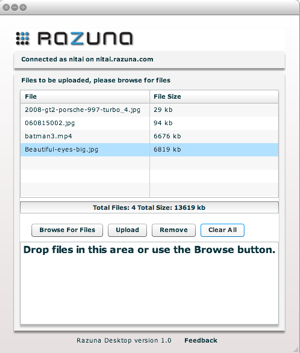 RAZUNA
Connected as nitai on nitai.razuna.com
Files to be uploaded, please browse for files
File File Size
2008-gt2-porsche-997-turbo_4.jpg 29 kb
060815002.jpg 94 kb
batman3.mp4 6676 kb
Beautiful-eyes-big.jpg 6819 kb
Total Files: 4 Total Size: 13619 kb
Browse For Files Upload Remove Clear All
Drop files in this area or use the Browse button.
Razuna Desktop version 1.0 Feedback